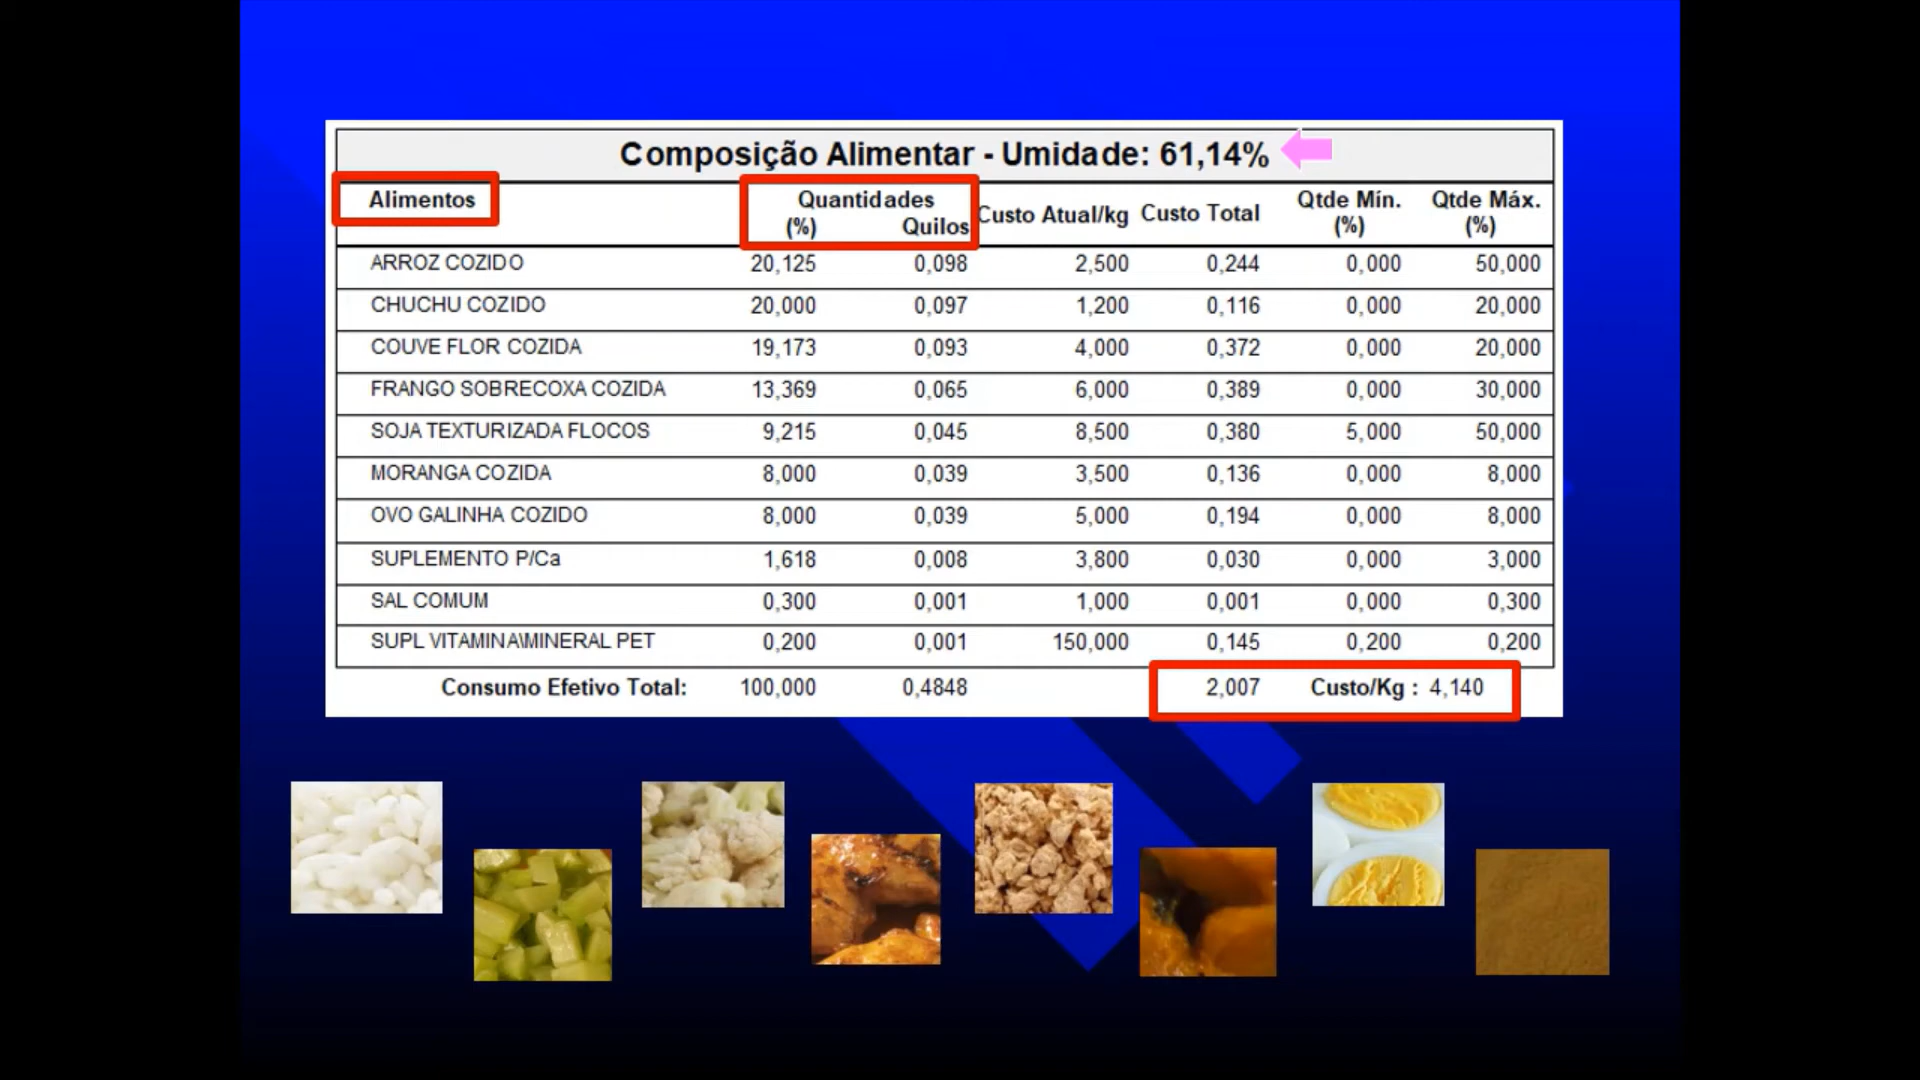 Composição Alimentar - Umidade: 61,14%
Alimentos Quantidades Custo Atual/kg Custo Total Qtde Mín. Qtde Máx.
(%) Quilos (%) (%)
ARROZ COZIDO 20,125 0,098 2,500 0,244 0,000 50,000
CHUCHU COZIDO 20,000 0,097 1,200 0,116 0,000 20,000
COUVE FLOR COZIDA 19,173 0,093 4,000 0,372 0,000 20,000
FRANGO SOBRECOXA COZIDA 13,369 0,065 6,000 0,389 0,000 30,000
SOJA TEXTURIZADA FLOCOS 9,215 0,045 8,500 0,380 5,000 50,000
MORANGA COZIDA 8,000 0,039 3,500 0,136 0,000 8,000
OVO GALINHA COZIDO 8,000 0,039 5,000 0,194 0,000 8,000
SUPLEMENTO P/Ca 1,618 0,008 3,800 0,030 0,000 3,000
SAL COMUM 0,300 0,001 1,000 0,001 0,000 0,300
SUPL VITAMINA\MINERAL PET 0,200 0,001 150,000 0,145 0,200 0,200
Consumo Efetivo Total: 100,000 0,4848 2,007 Custo/Kg : 4,140